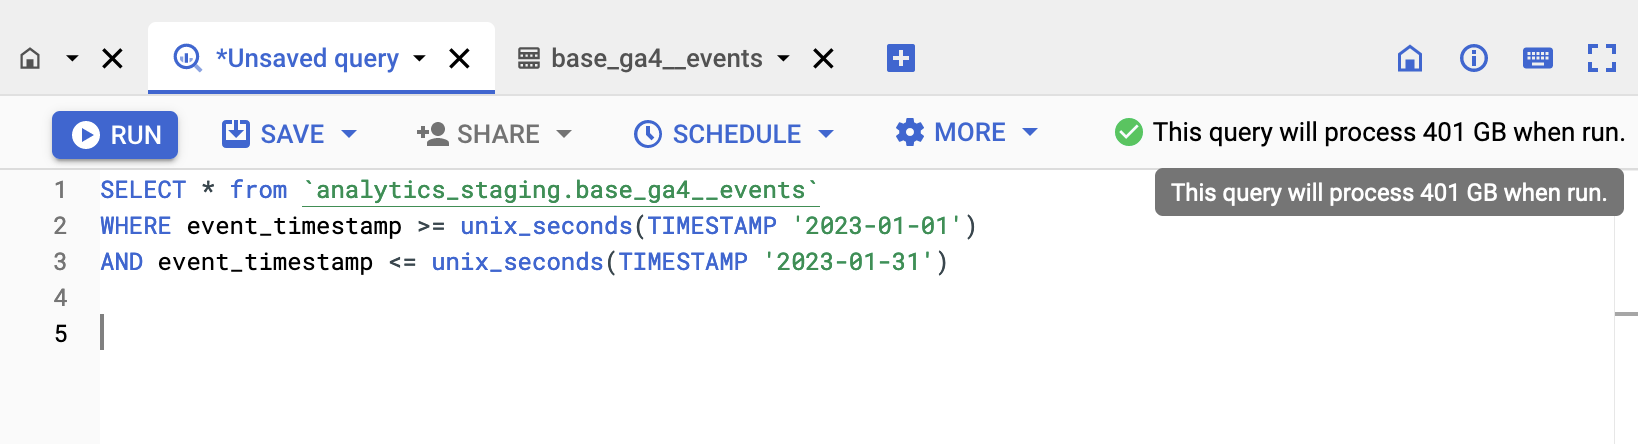 *Unsaved query
base_ga4__events
RUN
SAVE
SHARE
SCHEDULE
MORE
This query will process 401 GB when run.
This query will process 401 GB when run.
1 SELECT * from `analytics_staging.base_ga4__events`
2 WHERE event_timestamp >= unix_seconds(TIMESTAMP '2023-01-01')
3 AND event_timestamp <= unix_seconds(TIMESTAMP '2023-01-31')
4
5